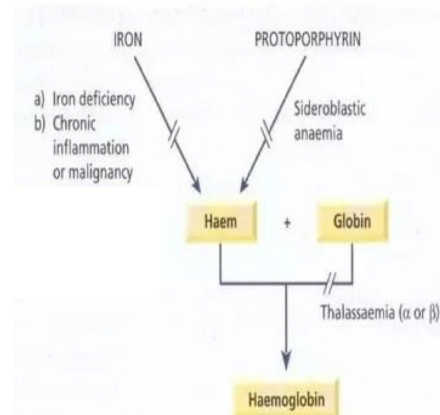 IRON
PROTOPORPHYRIN
a) Iron deficiency
b) Chronic
inflammation
or malignancy
Sideroblastic
anaemia
Haem + Globin
Thalassaemia (α or β)
Haemoglobin